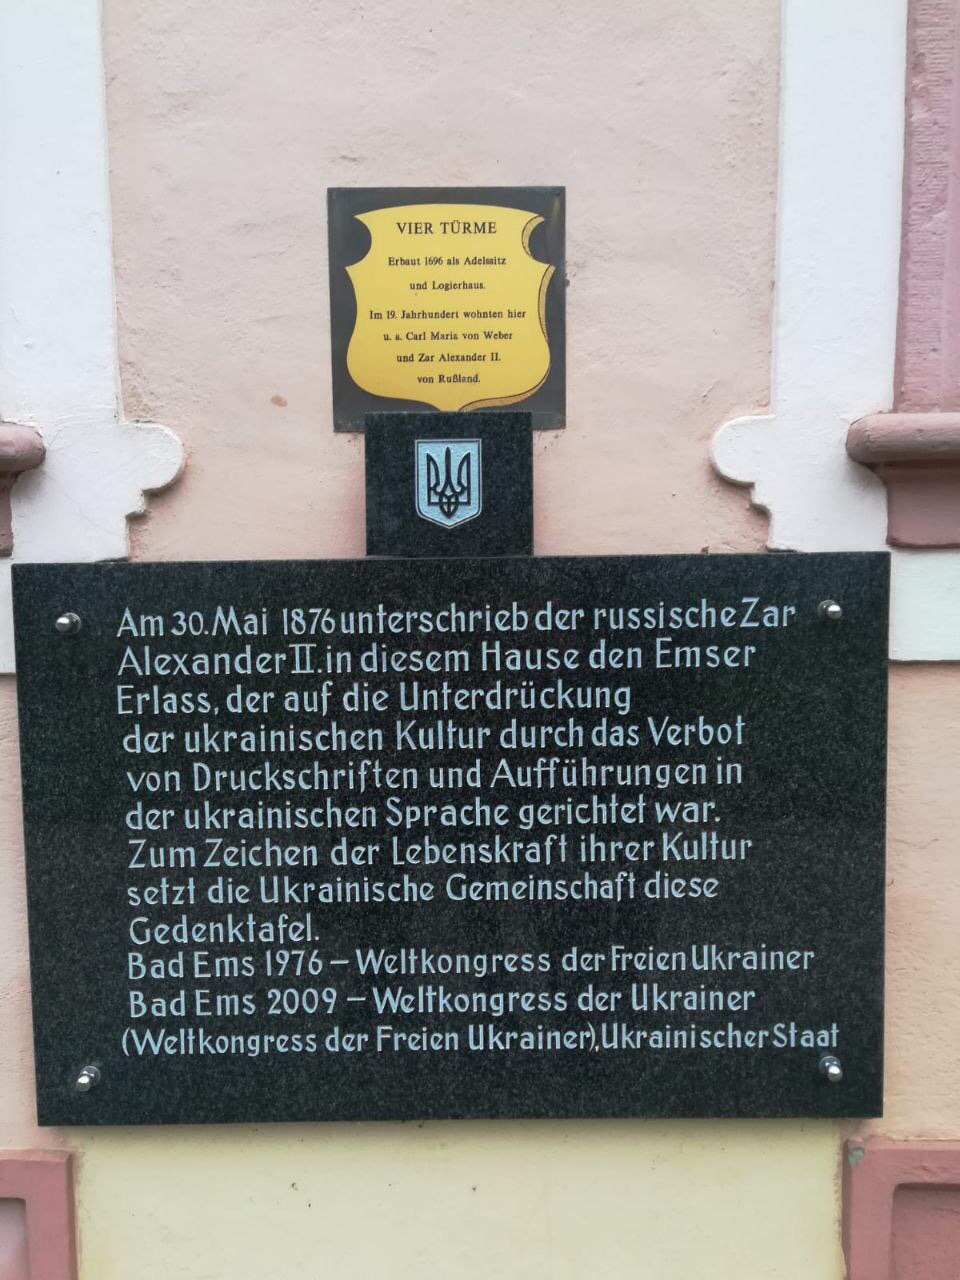 VIER TÜRME
Erbaut 1696 als Adelssitz
und Logierhaus.
Im 19. Jahrhundert wohnten hier
u. a. Carl Maria von Weber
und Zar Alexander II.
von Rußland.
Am 30. Mai 1876 unterschrieb der russische Zar
Alexander II. in diesem Hause den Emser
Erlass, der auf die Unterdrückung
der ukrainischen Kultur durch das Verbot
von Druckschriften und Aufführungen in
der ukrainischen Sprache gerichtet war.
Zum Zeichen der Lebenskraft ihrer Kultur
setzt die Ukrainische Gemeinschaft diese
Gedenktafel.
Bad Ems 1976 – Weltkongress der Freien Ukrainer
Bad Ems 2009 – Weltkongress der Ukrainer
(Weltkongress der Freien Ukrainer), Ukrainischer Staat